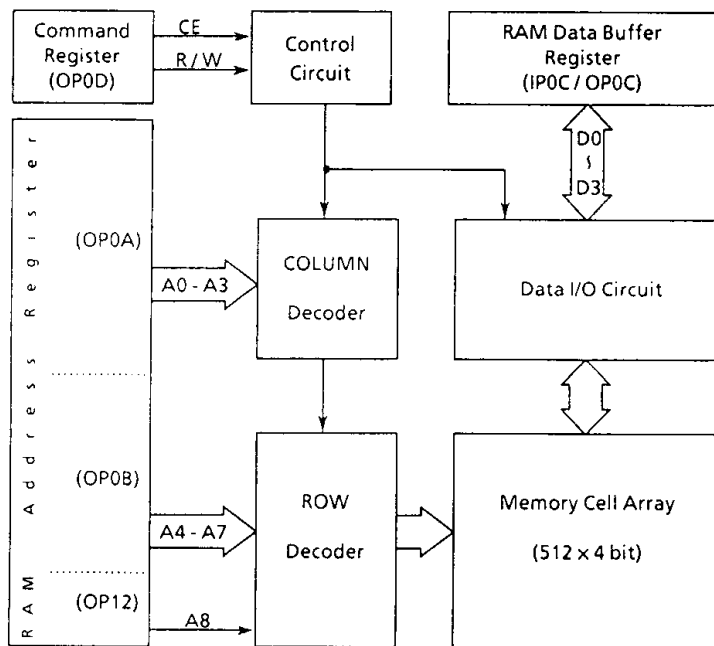 Command
Register
(OP0D)
CE
R / W
Control
Circuit
RAM Data Buffer
Register
(IP0C / OP0C)
D0
~
D3
RAM Address Register
(OP0A)
A0 - A3
COLUMN
Decoder
Data I/O Circuit
(OP0B)
A4 - A7
ROW
Decoder
Memory Cell Array
(512 x 4 bit)
(OP12)
A8